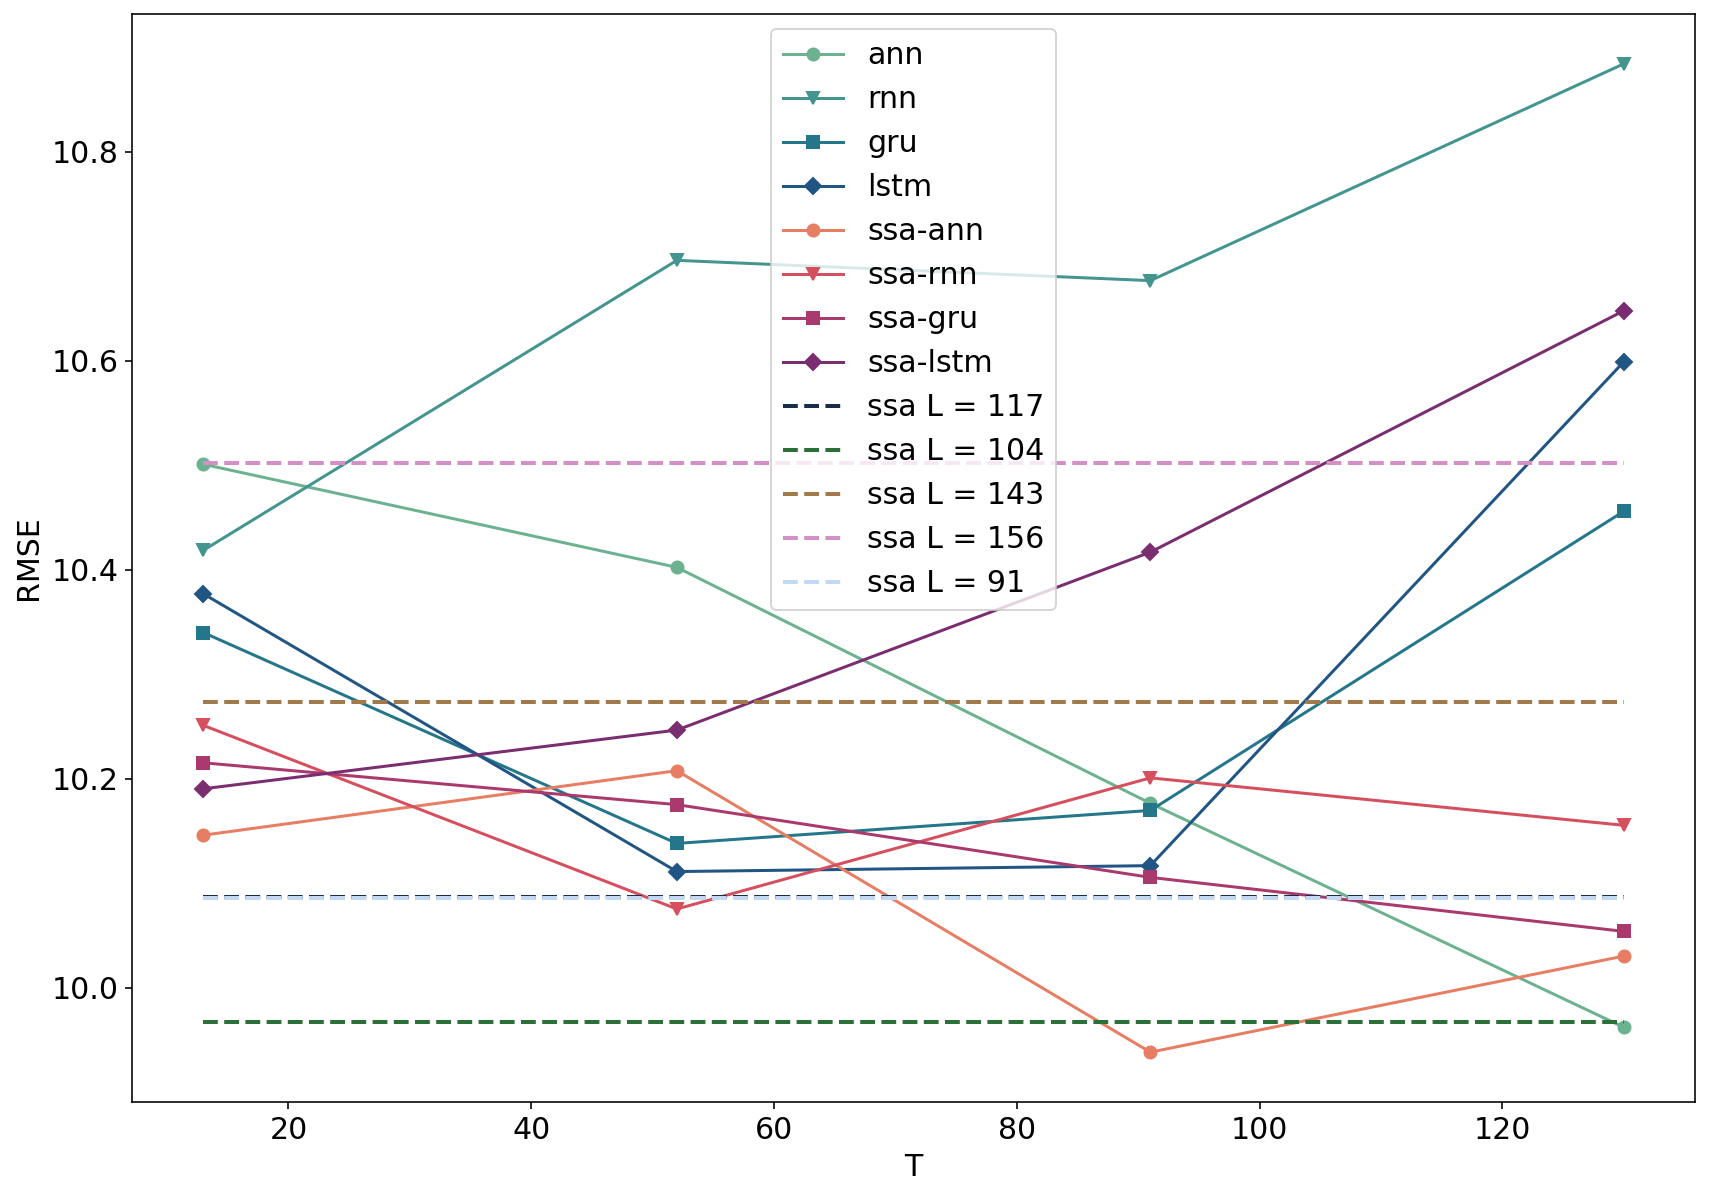 ann
rnn
gru
lstm
ssa-ann
ssa-rnn
ssa-gru
ssa-lstm
ssa L = 117
ssa L = 104
ssa L = 143
ssa L = 156
ssa L = 91
RMSE
10.8
10.6
10.4
10.2
10.0
20 40 60 80 100 120
T